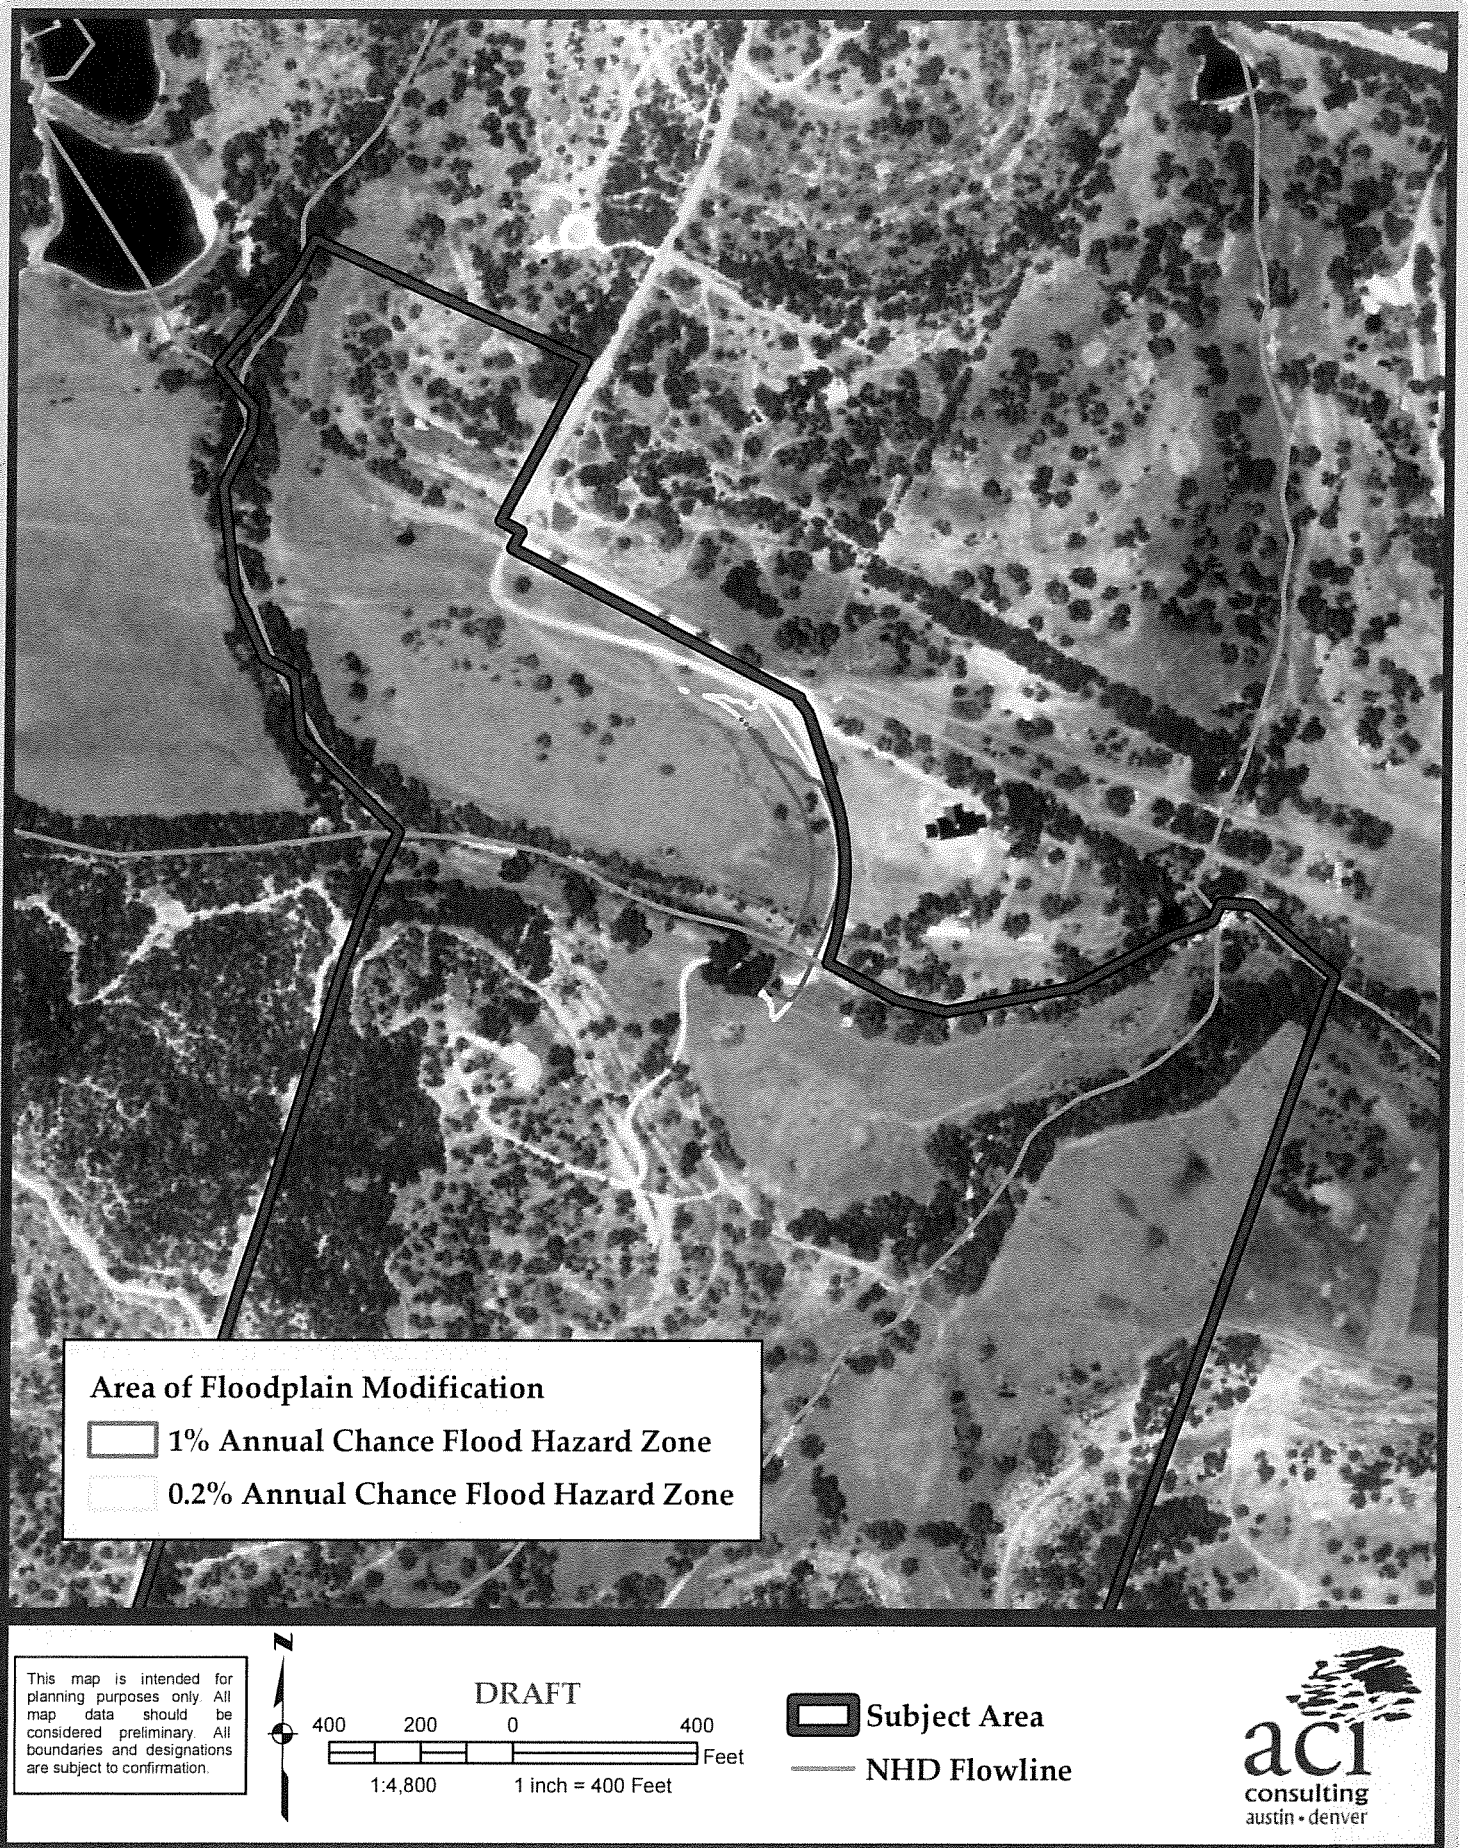 Area of Floodplain Modification
1% Annual Chance Flood Hazard Zone
0.2% Annual Chance Flood Hazard Zone
This map is intended for
planning purposes only. All
map data should be
considered preliminary. All
boundaries and designations
are subject to confirmation.
N
DRAFT
400 200 0 400
Feet
1:4,800 1 inch = 400 Feet
Subject Area
NHD Flowline
aci
consulting
austin • denver